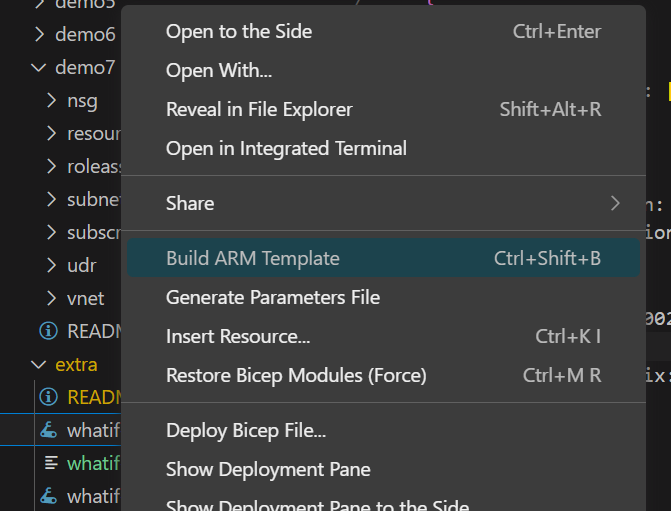 demo5
demo6
demo7
nsg
resour
roleass
subnet
subscr
udr
vnet
READM
extra
READM
whatif
whatif
whatif
Open to the Side Ctrl+Enter
Open With...
Reveal in File Explorer Shift+Alt+R
Open in Integrated Terminal
Share
Build ARM Template Ctrl+Shift+B
Generate Parameters File
Insert Resource... Ctrl+K I
Restore Bicep Modules (Force) Ctrl+M R
Deploy Bicep File...
Show Deployment Pane
Show Deployment Pane to the Side
n:
ion
002
ix: